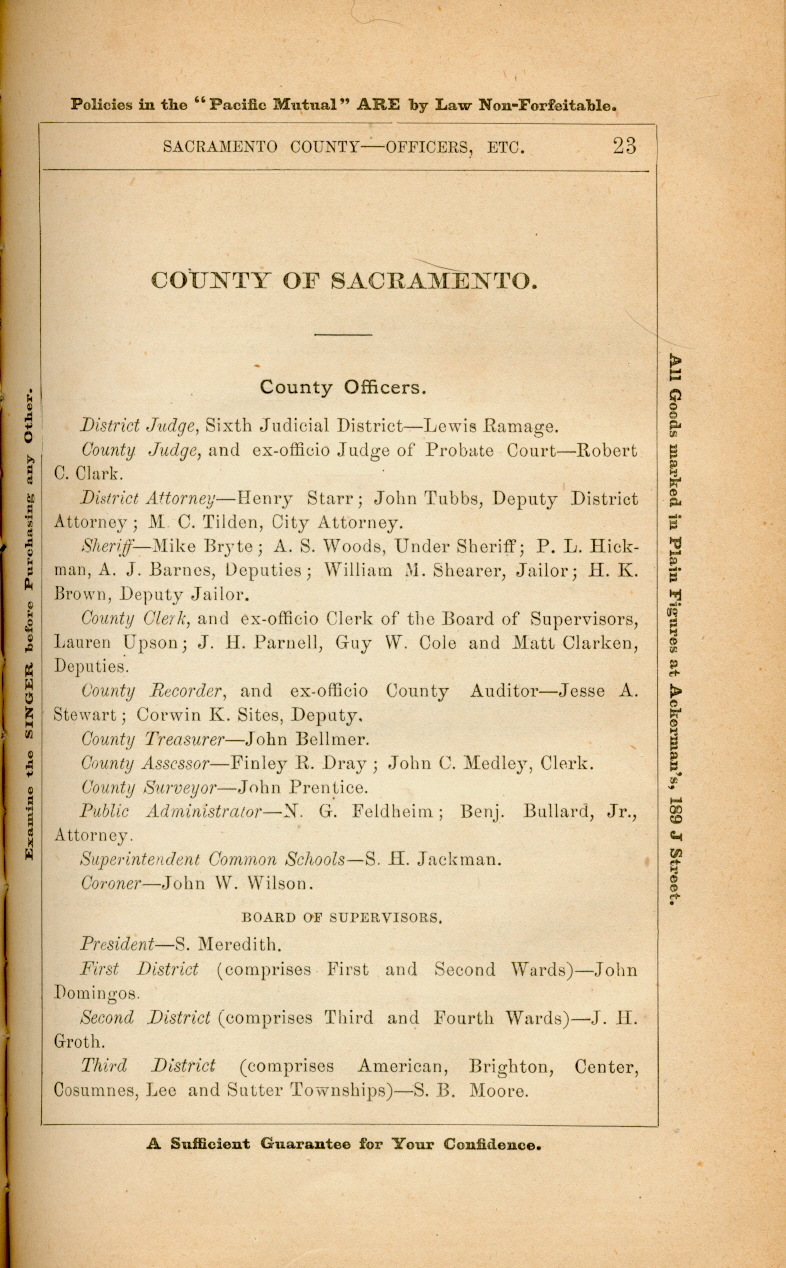 Policies in the “Pacific Mutual” ARE by Law Non-Forfeitable.
SACRAMENTO COUNTY—OFFICERS, ETC. 23
COUNTY OF SACRAMENTO.
County Officers.
District Judge, Sixth Judicial District—Lewis Ramage.
County Judge, and ex-officio Judge of Probate Court—Robert
C. Clark.
District Attorney—Henry Starr; John Tubbs, Deputy District
Attorney; M. C. Tilden, City Attorney.
Sheriff—Mike Bryte; A. S. Woods, Under Sheriff; P. L. Hick-
man, A. J. Barnes, Deputies; William M. Shearer, Jailor; H. K.
Brown, Deputy Jailor.
County Clerk, and ex-officio Clerk of the Board of Supervisors,
Lauren Upson; J. H. Parnell, Guy W. Cole and Matt Clarken,
Deputies.
County Recorder, and ex-officio County Auditor—Jesse A.
Stewart; Corwin K. Sites, Deputy.
County Treasurer—John Bellmer.
County Assessor—Finley R. Dray; John C. Medley, Clerk.
County Surveyor—John Prentice.
Public Administrator—N. G. Feldheim; Benj. Bullard, Jr.,
Attorney.
Superintendent Common Schools—S. H. Jackman.
Coroner—John W. Wilson.
BOARD OF SUPERVISORS.
President—S. Meredith.
First District (comprises First and Second Wards)—John
Domingos.
Second District (comprises Third and Fourth Wards)—J. H.
Groth.
Third District (comprises American, Brighton, Center,
Cosumnes, Lee and Sutter Townships)—S. B. Moore.
A Sufficient Guarantee for Your Confidence.
Examine the SINGER before Purchasing any Other.
All Goods marked in Plain Figures at Ackerman's, 189 J Street.